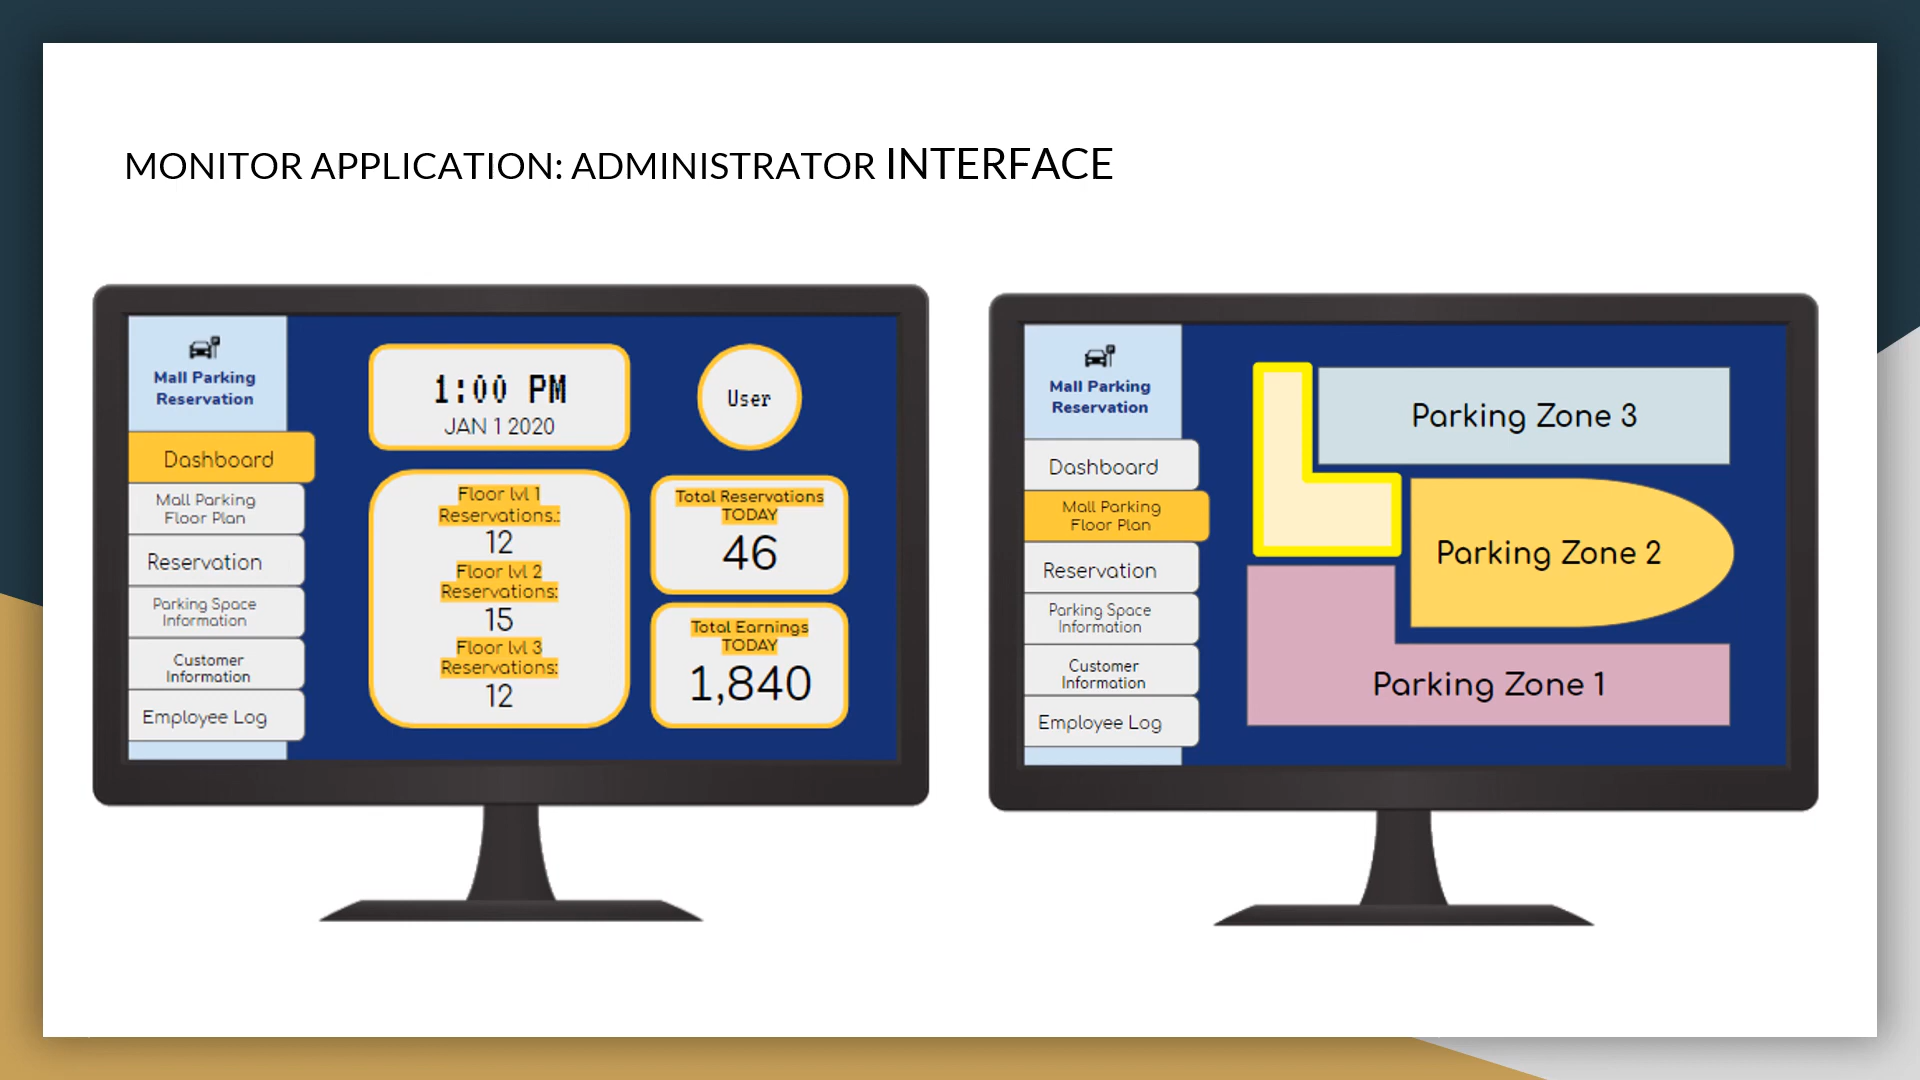 MONITOR APPLICATION: ADMINISTRATOR INTERFACE
Mall Parking
Reservation
Dashboard
Mall Parking
Floor Plan
Reservation
Parking Space
Information
Customer
Information
Employee Log
1:00 PM
JAN 1 2020
User
Floor lvl 1
Reservations.:
12
Floor lvl 2
Reservations:
15
Floor lvl 3
Reservations:
12
Total Reservations
TODAY
46
Total Earnings
TODAY
1,840
Mall Parking
Reservation
Dashboard
Mall Parking
Floor Plan
Reservation
Parking Space
Information
Customer
Information
Employee Log
Parking Zone 3
Parking Zone 2
Parking Zone 1